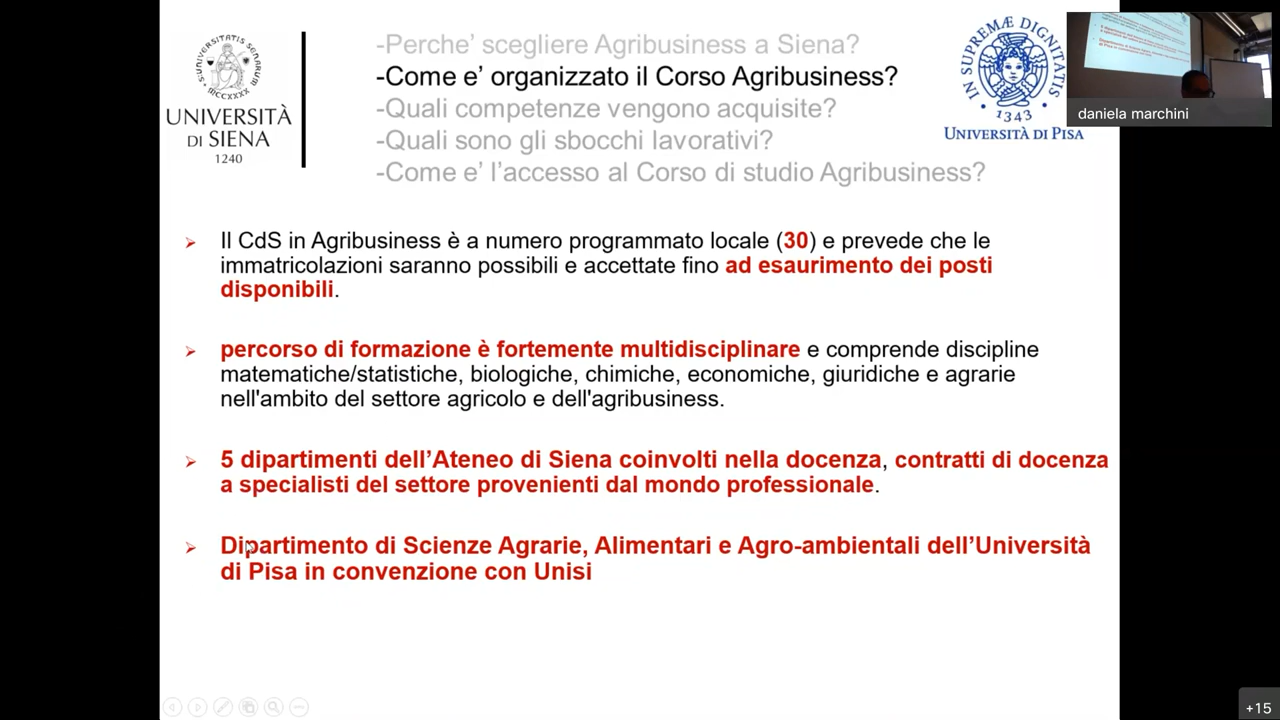 -Perche' scegliere Agribusiness a Siena?
-Come e' organizzato il Corso Agribusiness?
-Quali competenze vengono acquisite?
-Quali sono gli sbocchi lavorativi?
-Come e' l'accesso al Corso di studio Agribusiness?
UNIVERSITÀ
DI SIENA
1240
IN SUPREMÆ DIGNITATIS
· 1343 ·
UNIVERSITÀ DI PISA
daniela marchini
Il CdS in Agribusiness è a numero programmato locale (30) e prevede che le
immatricolazioni saranno possibili e accettate fino ad esaurimento dei posti
disponibili.
percorso di formazione è fortemente multidisciplinare e comprende discipline
matematiche/statistiche, biologiche, chimiche, economiche, giuridiche e agrarie
nell'ambito del settore agricolo e dell'agribusiness.
5 dipartimenti dell'Ateneo di Siena coinvolti nella docenza, contratti di docenza
a specialisti del settore provenienti dal mondo professionale.
Dipartimento di Scienze Agrarie, Alimentari e Agro-ambientali dell'Università
di Pisa in convenzione con Unisi
+15